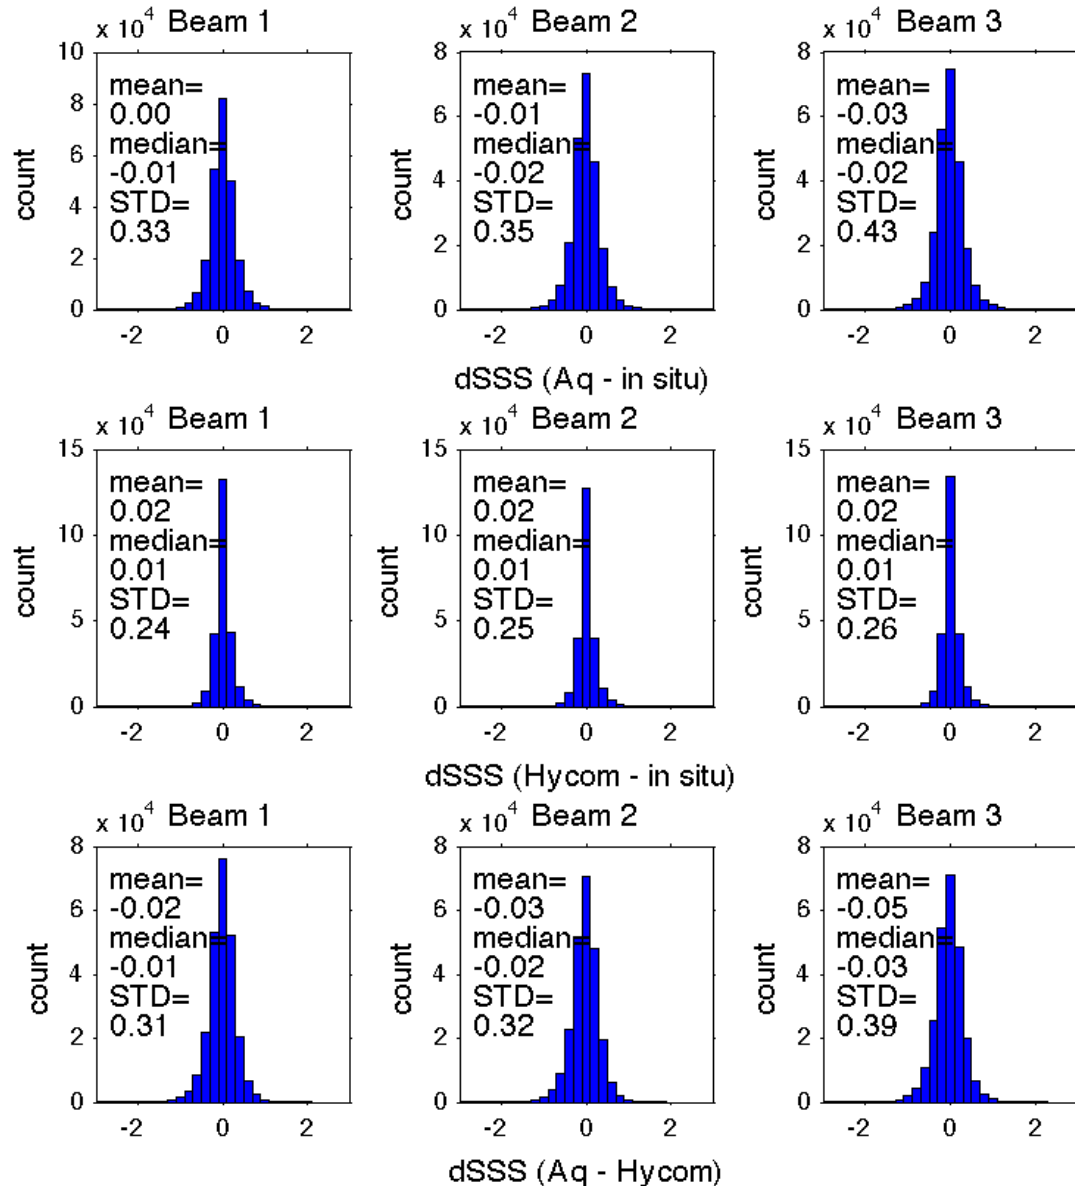 x 10^4 Beam 1
10
8
6
4
2
0
count
mean=
0.00
median=
-0.01
STD=
0.33
-2 0 2
x 10^4 Beam 2
8
6
4
2
0
count
mean=
-0.01
median=
-0.02
STD=
0.35
-2 0 2
x 10^4 Beam 3
8
6
4
2
0
count
mean=
-0.03
median=
-0.02
STD=
0.43
-2 0 2
dSSS (Aq - in situ)
x 10^4 Beam 1
15
10
5
0
count
mean=
0.02
median=
0.01
STD=
0.24
-2 0 2
x 10^4 Beam 2
15
10
5
0
count
mean=
0.02
median=
0.01
STD=
0.25
-2 0 2
x 10^4 Beam 3
15
10
5
0
count
mean=
0.02
median=
0.01
STD=
0.26
-2 0 2
dSSS (Hycom - in situ)
x 10^4 Beam 1
8
6
4
2
0
count
mean=
-0.02
median=
-0.01
STD=
0.31
-2 0 2
x 10^4 Beam 2
8
6
4
2
0
count
mean=
-0.03
median=
-0.02
STD=
0.32
-2 0 2
x 10^4 Beam 3
8
6
4
2
0
count
mean=
-0.05
median=
-0.03
STD=
0.39
-2 0 2
dSSS (Aq - Hycom)